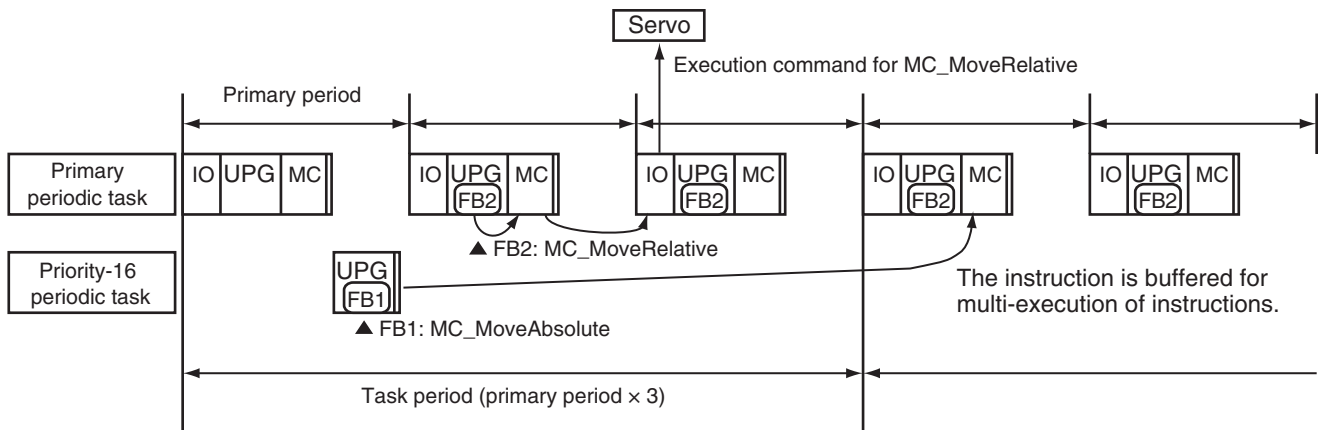 Servo
Execution command for MC_MoveRelative
Primary period
Primary
periodic task
IO UPG MC
IO UPG MC
FB2
IO UPG MC
FB2
IO UPG MC
FB2
IO UPG MC
FB2
▲ FB2: MC_MoveRelative
Priority-16
periodic task
UPG
FB1
▲ FB1: MC_MoveAbsolute
The instruction is buffered for
multi-execution of instructions.
Task period (primary period × 3)